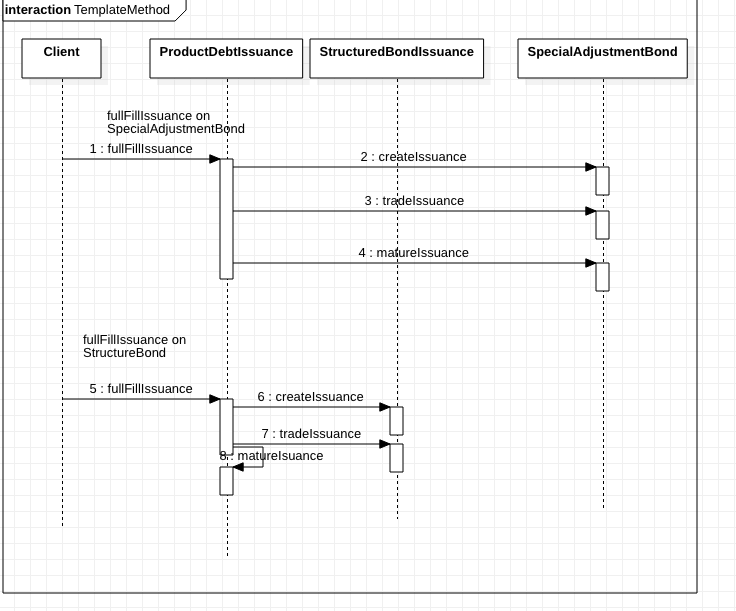 interaction TemplateMethod
Client
ProductDebtIssuance
StructuredBondIssuance
SpecialAdjustmentBond
fullFillIssuance on
SpecialAdjustmentBond
1 : fullFillIssuance
2 : createIssuance
3 : tradeIssuance
4 : matureIssuance
fullFillIssuance on
StructureBond
5 : fullFillIssuance
6 : createIssuance
7 : tradeIssuance
8 : matureIsuance